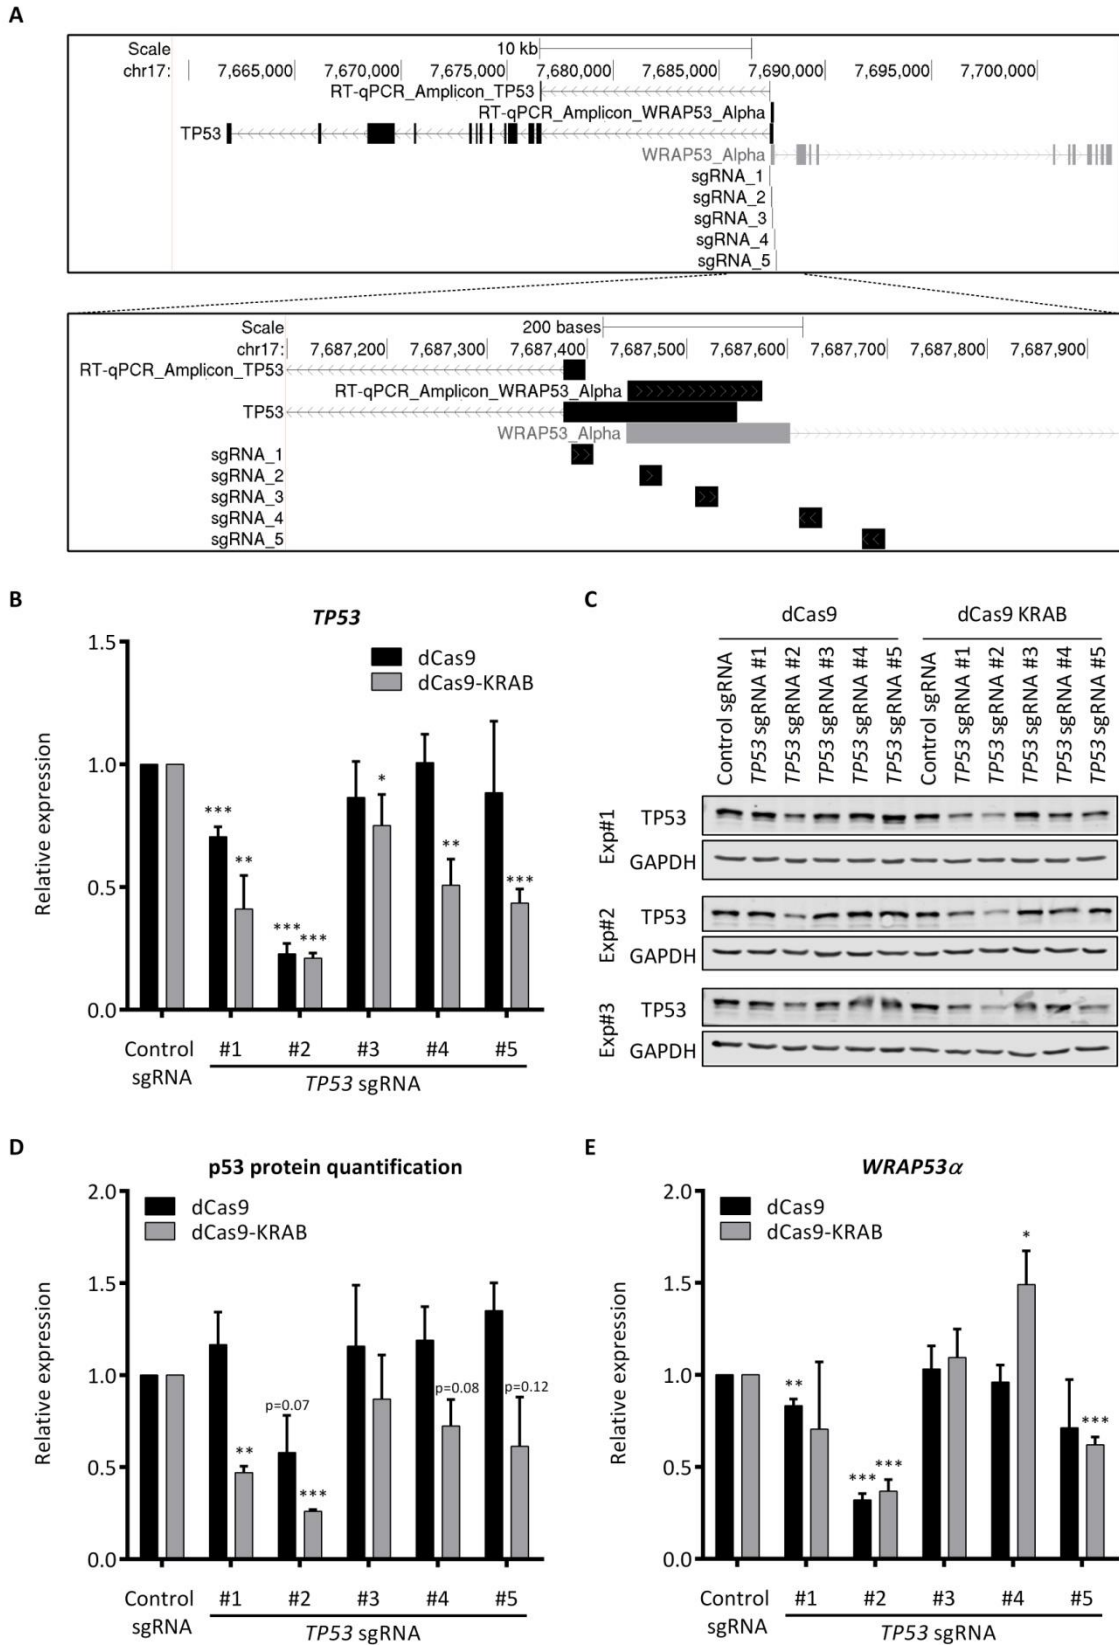 A
Scale 10 kb
chr17: 7,665,000 7,670,000 7,675,000 7,680,000 7,685,000 7,690,000 7,695,000 7,700,000
RT-qPCR_Amplicon_TP53
RT-qPCR_Amplicon_WRAP53_Alpha
TP53
WRAP53_Alpha
sgRNA_1
sgRNA_2
sgRNA_3
sgRNA_4
sgRNA_5
Scale 200 bases
chr17: 7,687,200 7,687,300 7,687,400 7,687,500 7,687,600 7,687,700 7,687,800 7,687,900
RT-qPCR_Amplicon_TP53
RT-qPCR_Amplicon_WRAP53_Alpha
TP53
WRAP53_Alpha
sgRNA_1
sgRNA_2
sgRNA_3
sgRNA_4
sgRNA_5
B
TP53
dCas9
dCas9-KRAB
Relative expression
1.5
1.0
0.5
0.0
*** ** *** *** * ** ***
Control sgRNA #1 #2 #3 #4 #5
TP53 sgRNA
C
dCas9 dCas9 KRAB
Control sgRNA
TP53 sgRNA #1
TP53 sgRNA #2
TP53 sgRNA #3
TP53 sgRNA #4
TP53 sgRNA #5
Control sgRNA
TP53 sgRNA #1
TP53 sgRNA #2
TP53 sgRNA #3
TP53 sgRNA #4
TP53 sgRNA #5
Exp#1
TP53
GAPDH
Exp#2
TP53
GAPDH
Exp#3
TP53
GAPDH
D
p53 protein quantification
dCas9
dCas9-KRAB
Relative expression
2.0
1.5
1.0
0.5
0.0
** p=0.07 *** p=0.08 p=0.12
Control sgRNA #1 #2 #3 #4 #5
TP53 sgRNA
E
WRAP53α
dCas9
dCas9-KRAB
Relative expression
2.0
1.5
1.0
0.5
0.0
** *** *** * ***
Control sgRNA #1 #2 #3 #4 #5
TP53 sgRNA